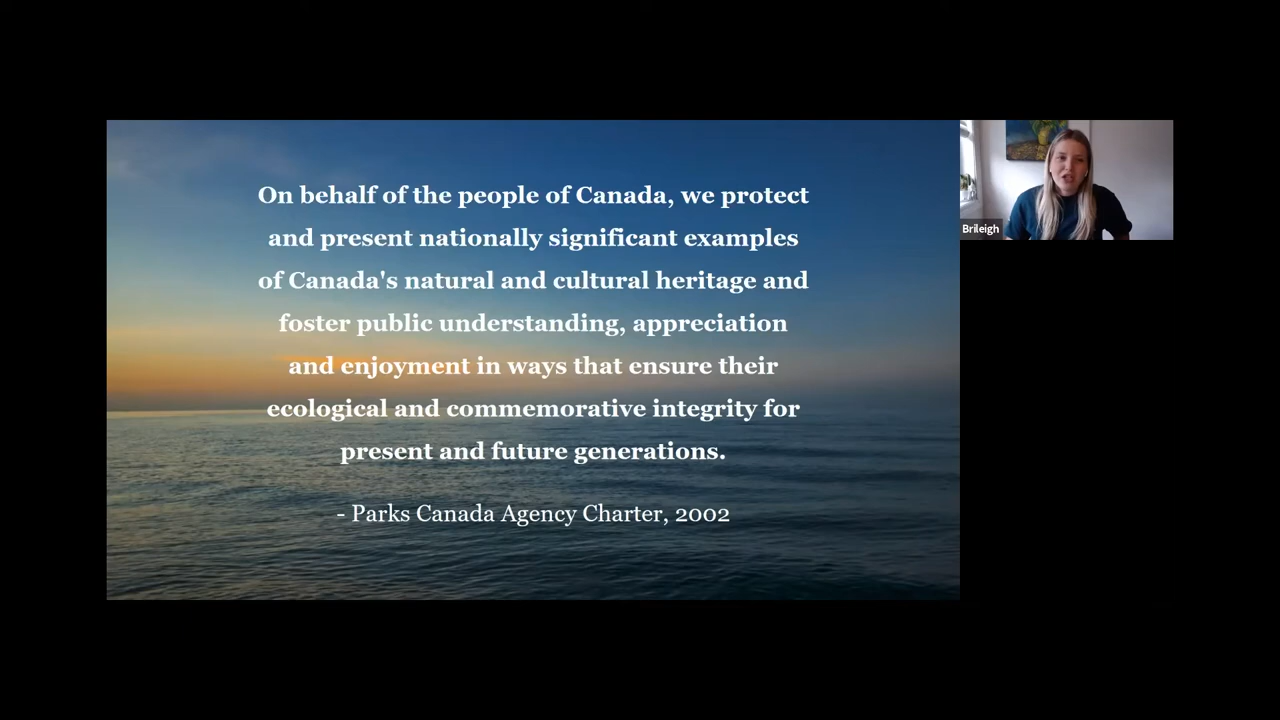 On behalf of the people of Canada, we protect
and present nationally significant examples
of Canada's natural and cultural heritage and
foster public understanding, appreciation
and enjoyment in ways that ensure their
ecological and commemorative integrity for
present and future generations.
- Parks Canada Agency Charter, 2002
Brileigh